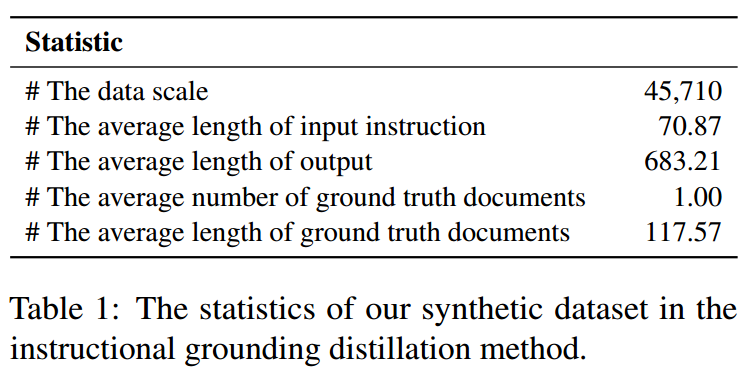 Statistic
# The data scale 45,710
# The average length of input instruction 70.87
# The average length of output 683.21
# The average number of ground truth documents 1.00
# The average length of ground truth documents 117.57
Table 1: The statistics of our synthetic dataset in the
instructional grounding distillation method.